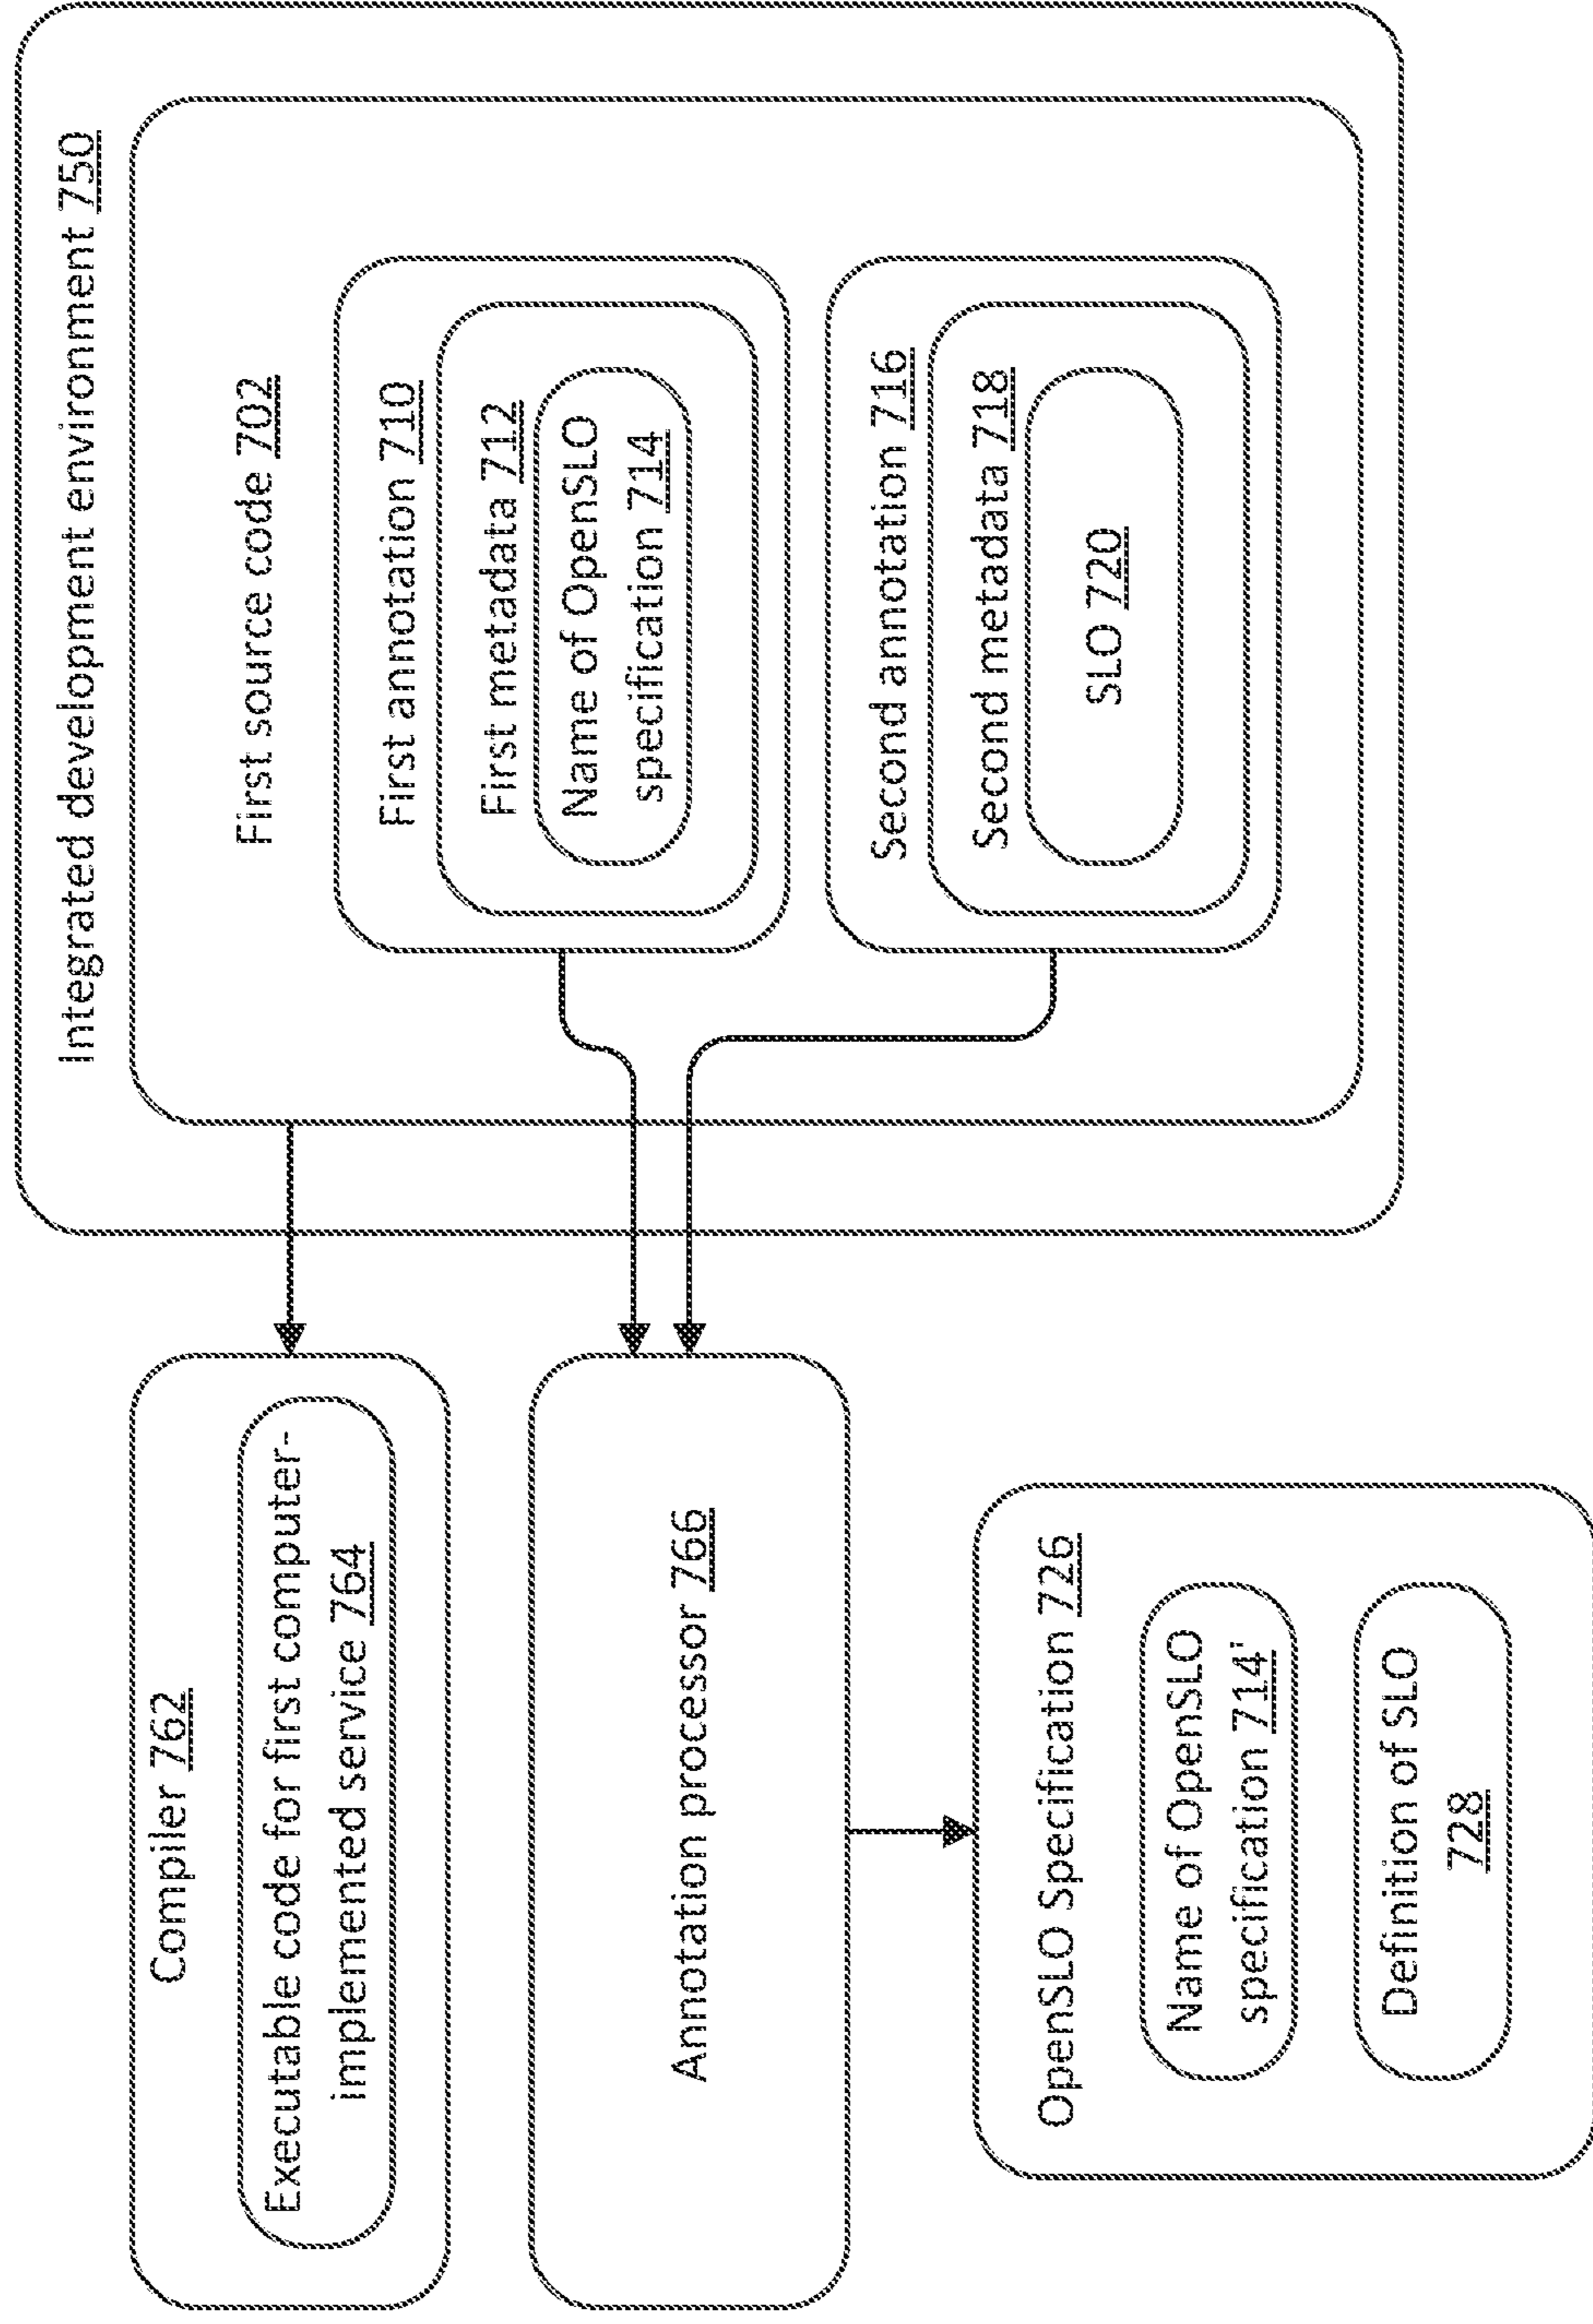 Integrated development environment 750
First source code 702
First annotation 710
First metadata 712
Name of OpenSLO
specification 714
Second annotation 716
Second metadata 718
SLO 720
Compiler 762
Executable code for first computer-
implemented service 764
Annotation processor 766
OpenSLO Specification 726
Name of OpenSLO
specification 714'
Definition of SLO
728